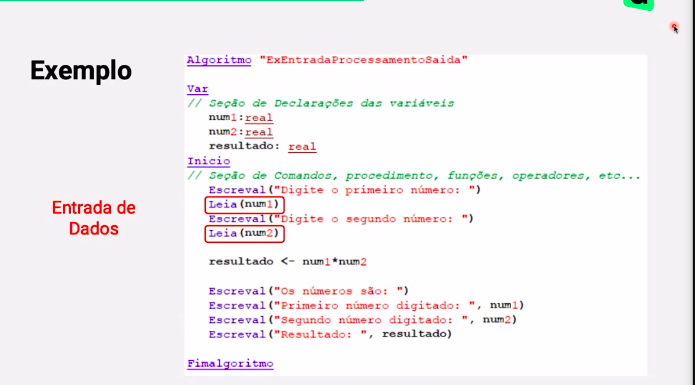 Exemplo
Algoritmo "ExEntradaProcessamentoSaida"
Var
// Seção de Declarações das variáveis
num1:real
num2:real
resultado: real
Inicio
// Seção de Comandos, procedimento, funções, operadores, etc...
Escreval("Digite o primeiro número: ")
Leia(num1)
Escreval("Digite o segundo número: ")
Leia(num2)
resultado <- num1*num2
Escreval("Os números são: ")
Escreval("Primeiro número digitado: ", num1)
Escreval("Segundo número digitado: ", num2)
Escreval("Resultado: ", resultado)
Fimalgoritmo
Entrada de
Dados